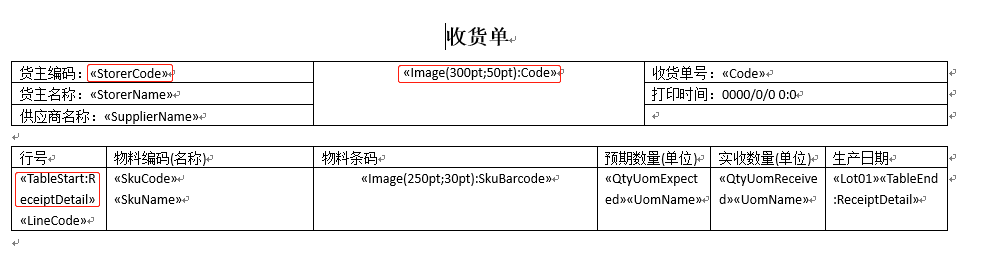 收货单
货主编码：«StorerCode»
«Image(300pt;50pt):Code»
收货单号：«Code»
货主名称：«StorerName»
打印时间：0000/0/0 0:0
供应商名称：«SupplierName»
行号
物料编码(名称)
物料条码
预期数量(单位)
实收数量(单位)
生产日期
«TableStart:R
eceiptDetail»
«LineCode»
«SkuCode»
«SkuName»
«Image(250pt;30pt):SkuBarcode»
«QtyUomExpect
ed»«UomName»
«QtyUomReceive
d»«UomName»
«Lot01»«TableEnd
:ReceiptDetail»